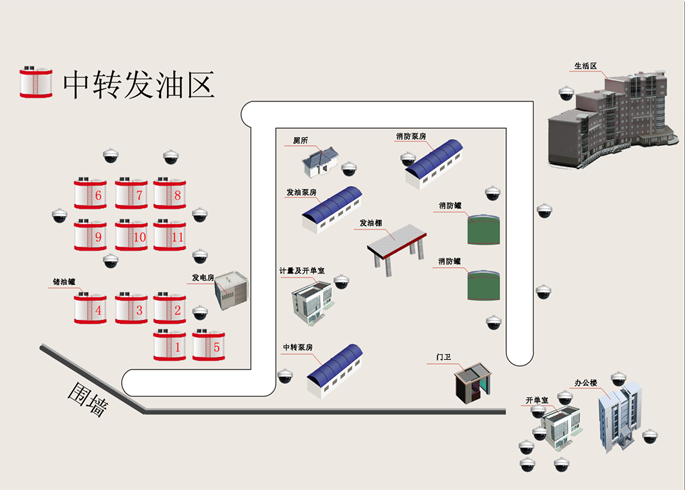 中转发油区
生活区
厕所
消防泵房
6
7
8
发油泵房
发油棚
消防罐
9
10
11
储油罐
发电房
计量及开单室
消防罐
4
3
2
1
5
中转泵房
门卫
围墙
开单室
办公楼